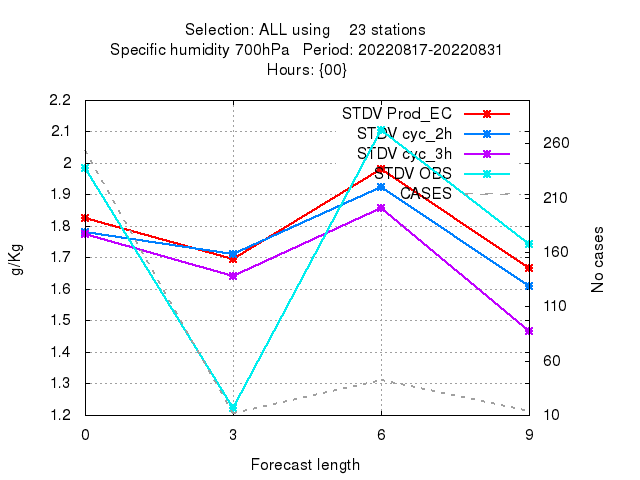 Selection: ALL using    23 stations
Specific humidity 700hPa   Period: 20220817-20220831
Hours: {00}
STDV Prod_EC
STDV cyc_2h
STDV cyc_3h
STDV OBS
CASES
2.2
2.1
2
1.9
1.8
1.7
1.6
1.5
1.4
1.3
1.2
g/Kg
260
210
160
110
60
10
No cases
0 3 6 9
Forecast length